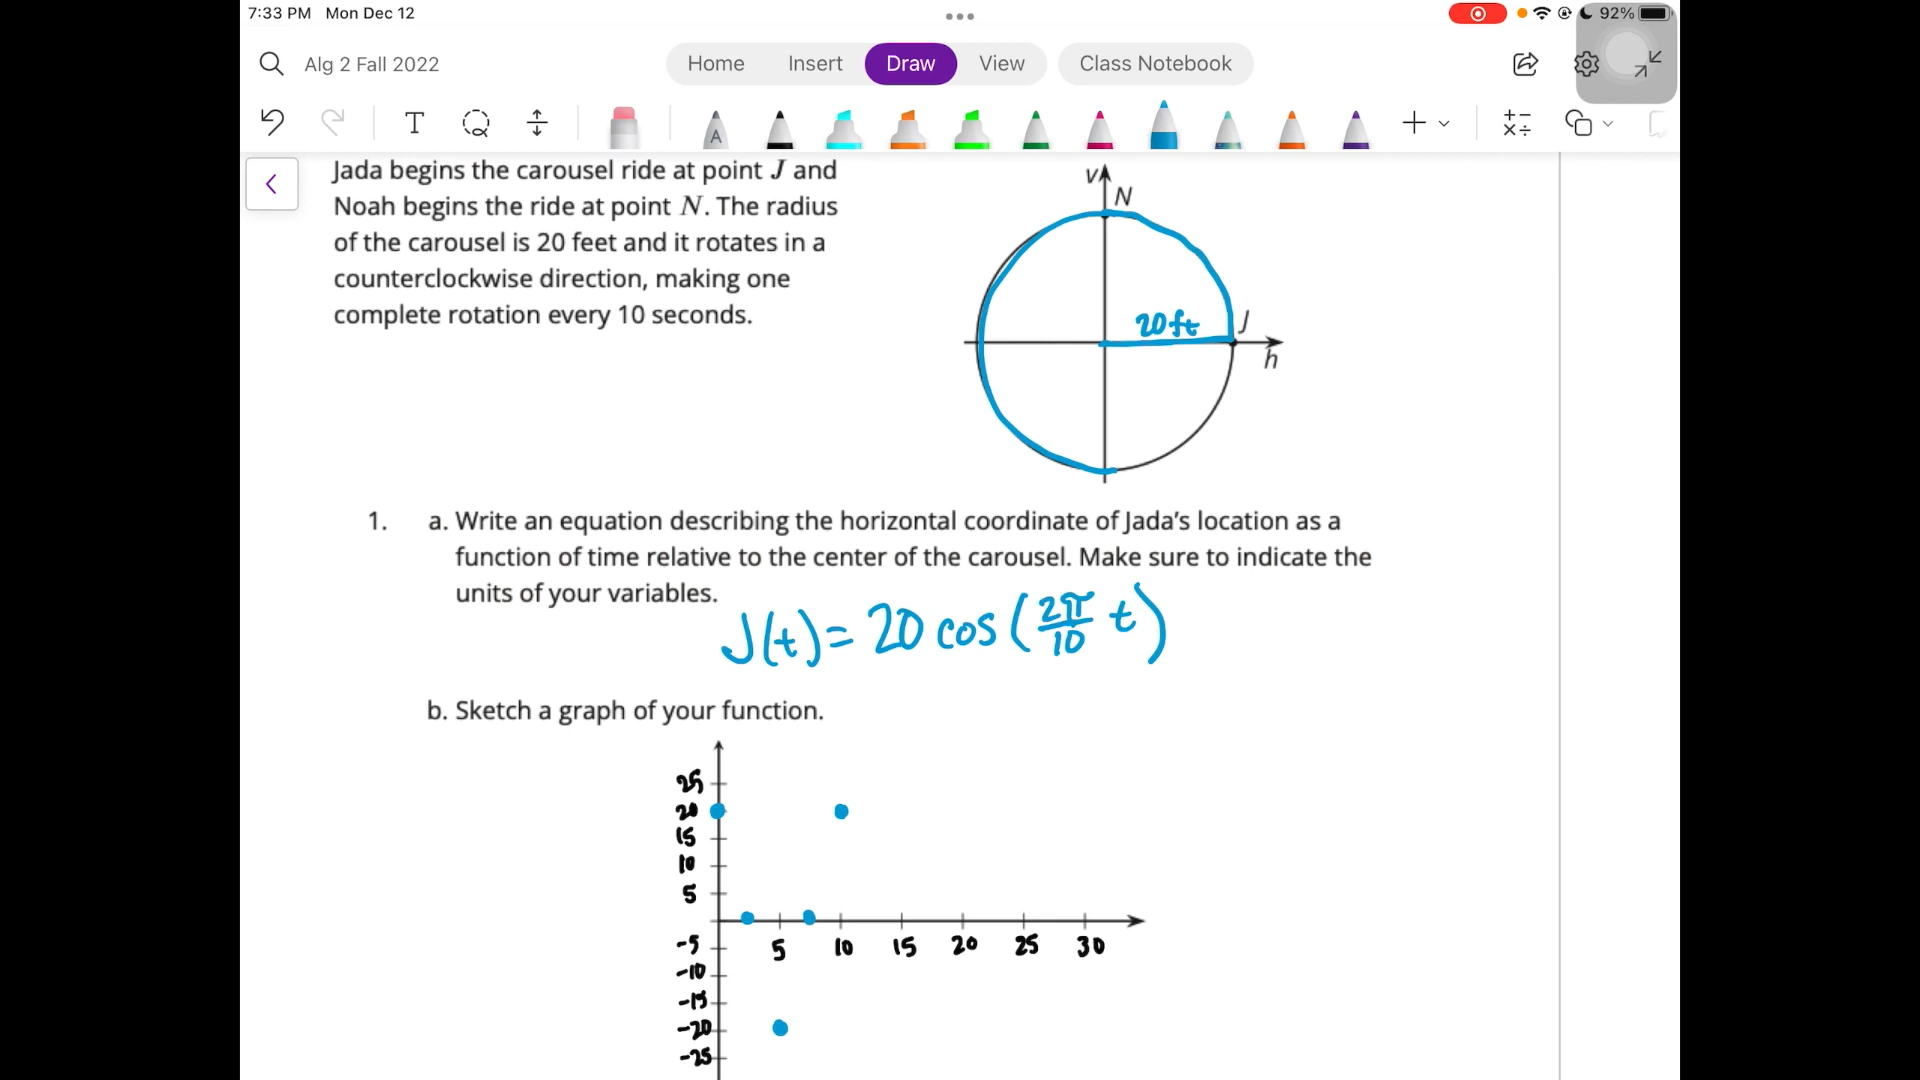 7:33 PM Mon Dec 12
92%
Alg 2 Fall 2022
Home Insert Draw View Class Notebook
T
A
Jada begins the carousel ride at point J and
Noah begins the ride at point N. The radius
of the carousel is 20 feet and it rotates in a
counterclockwise direction, making one
complete rotation every 10 seconds.
v
N
20 ft
J
h
1. a. Write an equation describing the horizontal coordinate of Jada's location as a
function of time relative to the center of the carousel. Make sure to indicate the
units of your variables.
J(t) = 20 cos (2π/10 t)
b. Sketch a graph of your function.
25
20
15
10
5
5 10 15 20 25 30
-5
-10
-15
-20
-25